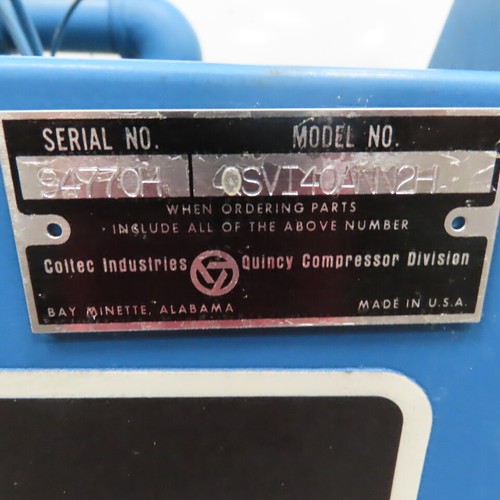 SERIAL NO. MODEL NO.
94770H 4QSVI40ANN2H
WHEN ORDERING PARTS
INCLUDE ALL OF THE ABOVE NUMBER
Coltec Industries Quincy Compressor Division
BAY MINETTE, ALABAMA MADE IN U.S.A.